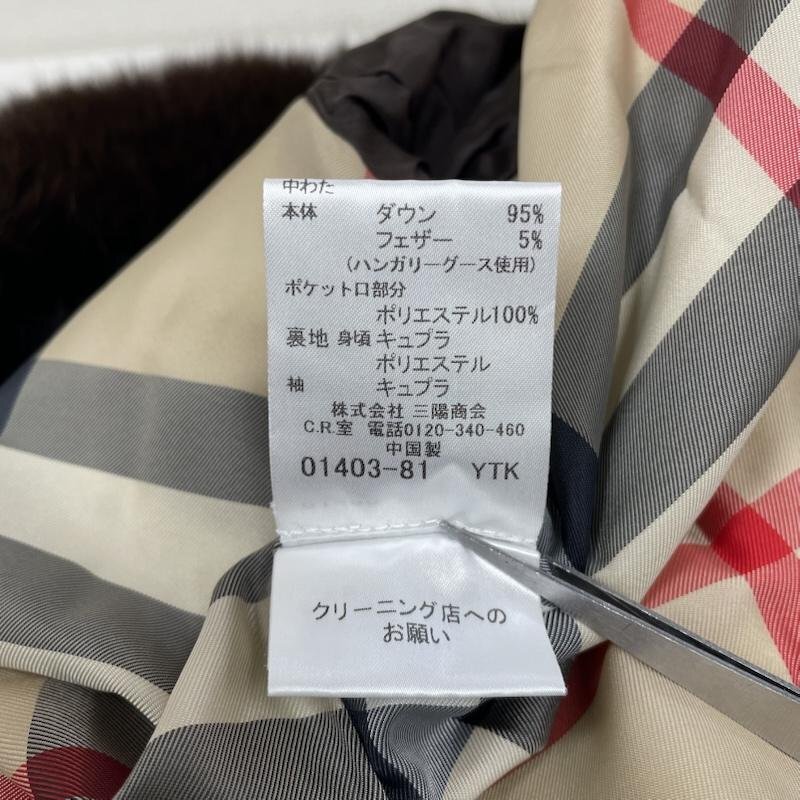 中わた
本体 ダウン 95%
フェザー 5%
(ハンガリーグース使用)
ポケット口部分
ポリエステル100%
裏地 身頃 キュプラ
ポリエステル
袖 キュプラ
株式会社 三陽商会
C.R.室 電話0120-340-460
中国製
01403-81 YTK
クリーニング店への
お願い